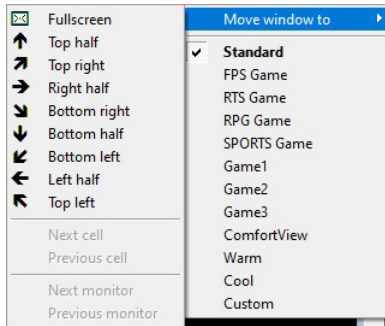 Fullscreen
Top half
Top right
Right half
Bottom right
Bottom half
Bottom left
Left half
Top left
Next cell
Previous cell
Next monitor
Previous monitor
Move window to
Standard
FPS Game
RTS Game
RPG Game
SPORTS Game
Game1
Game2
Game3
ComfortView
Warm
Cool
Custom